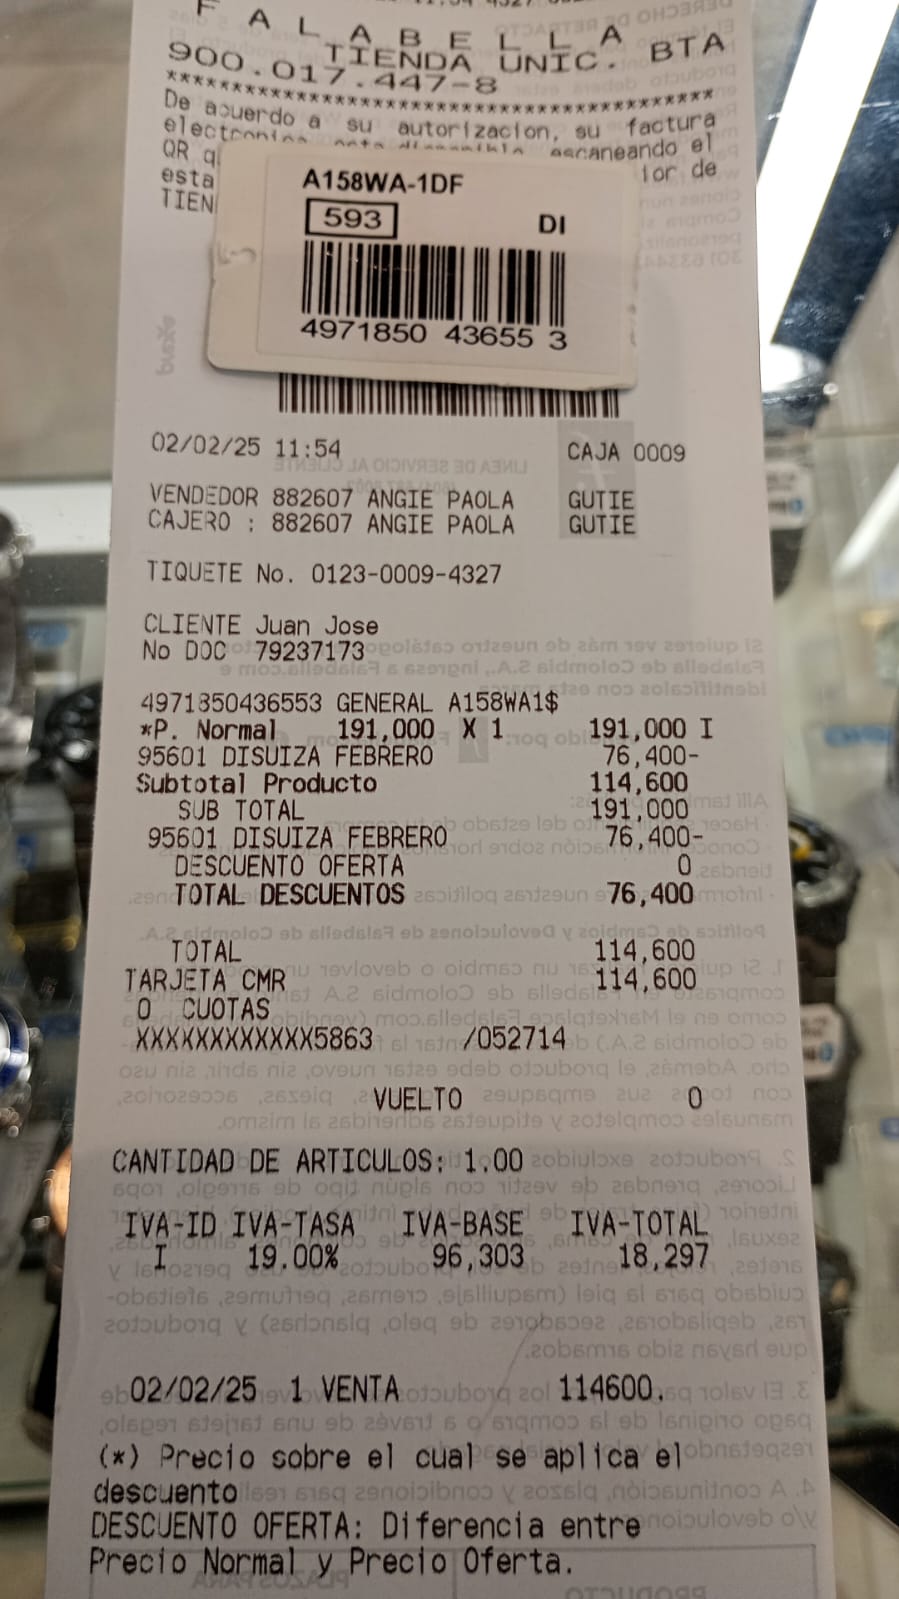 F A L A B E L L A
TIENDA UNIC. BTA
900.017.447-8
*****************************************
De acuerdo a su autorizacion, su factura
escaneando el
QR
esta
TIEN
A158WA-1DF
593
DI
4971850 43655 3
02/02/25 11:54 CAJA 0009
VENDEDOR 882607 ANGIE PAOLA GUTIE
CAJERO : 882607 ANGIE PAOLA GUTIE
TIQUETE No. 0123-0009-4327
CLIENTE Juan Jose
No DOC 79237173
4971850436553 GENERAL A158WA1$
*P. Normal 191,000 X 1 191,000 I
95601 DISUIZA FEBRERO 76,400-
Subtotal Producto 114,600
SUB TOTAL 191,000
95601 DISUIZA FEBRERO 76,400-
DESCUENTO OFERTA 0
TOTAL DESCUENTOS 76,400
TOTAL 114,600
TARJETA CMR 114,600
0 CUOTAS
XXXXXXXXXXXX5863 /052714
VUELTO 0
CANTIDAD DE ARTICULOS: 1.00
IVA-ID IVA-TASA IVA-BASE IVA-TOTAL
I 19.00% 96,303 18,297
02/02/25 1 VENTA 114600.
(*) Precio sobre el cual se aplica el
descuento
DESCUENTO OFERTA: Diferencia entre
Precio Normal y Precio Oferta.